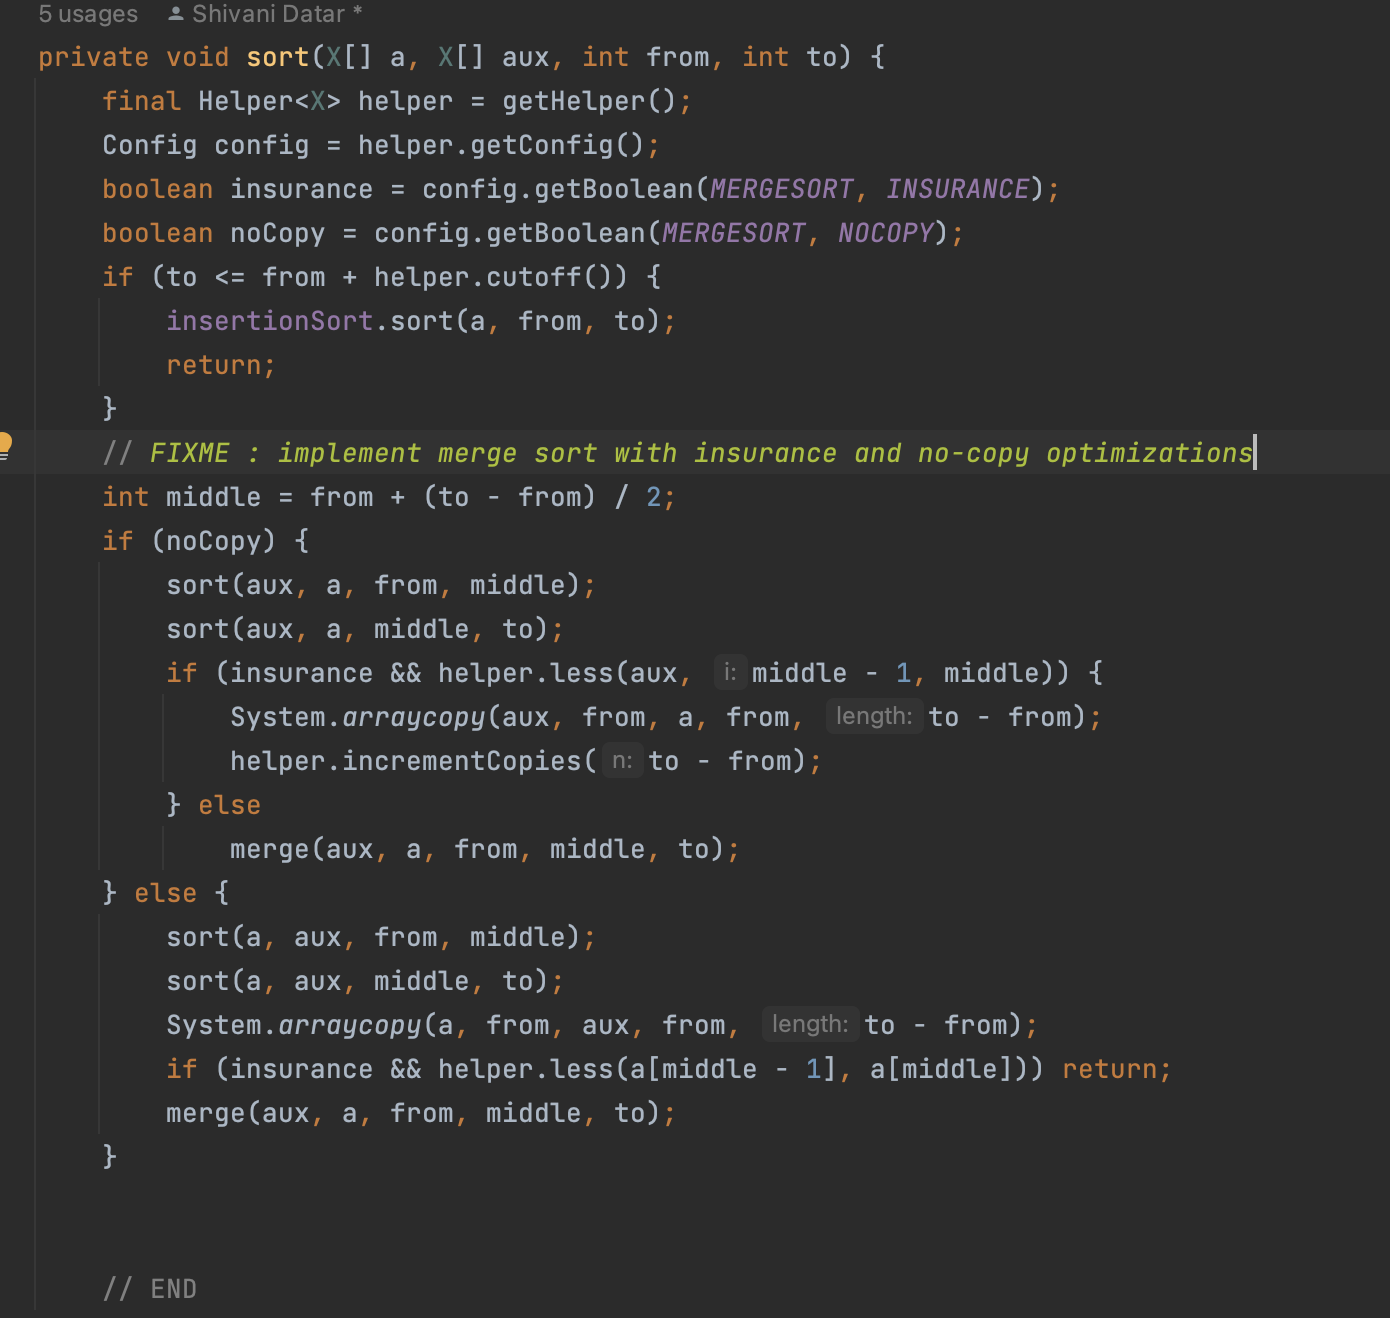 5 usages Shivani Datar *
private void sort(X[] a, X[] aux, int from, int to) {
final Helper<X> helper = getHelper();
Config config = helper.getConfig();
boolean insurance = config.getBoolean(MERGESORT, INSURANCE);
boolean noCopy = config.getBoolean(MERGESORT, NOCOPY);
if (to <= from + helper.cutoff()) {
insertionSort.sort(a, from, to);
return;
}
// FIXME : implement merge sort with insurance and no-copy optimizations
int middle = from + (to - from) / 2;
if (noCopy) {
sort(aux, a, from, middle);
sort(aux, a, middle, to);
if (insurance && helper.less(aux, i: middle - 1, middle)) {
System.arraycopy(aux, from, a, from, length: to - from);
helper.incrementCopies( n: to - from);
} else
merge(aux, a, from, middle, to);
} else {
sort(a, aux, from, middle);
sort(a, aux, middle, to);
System.arraycopy(a, from, aux, from, length: to - from);
if (insurance && helper.less(a[middle - 1], a[middle])) return;
merge(aux, a, from, middle, to);
}
// END